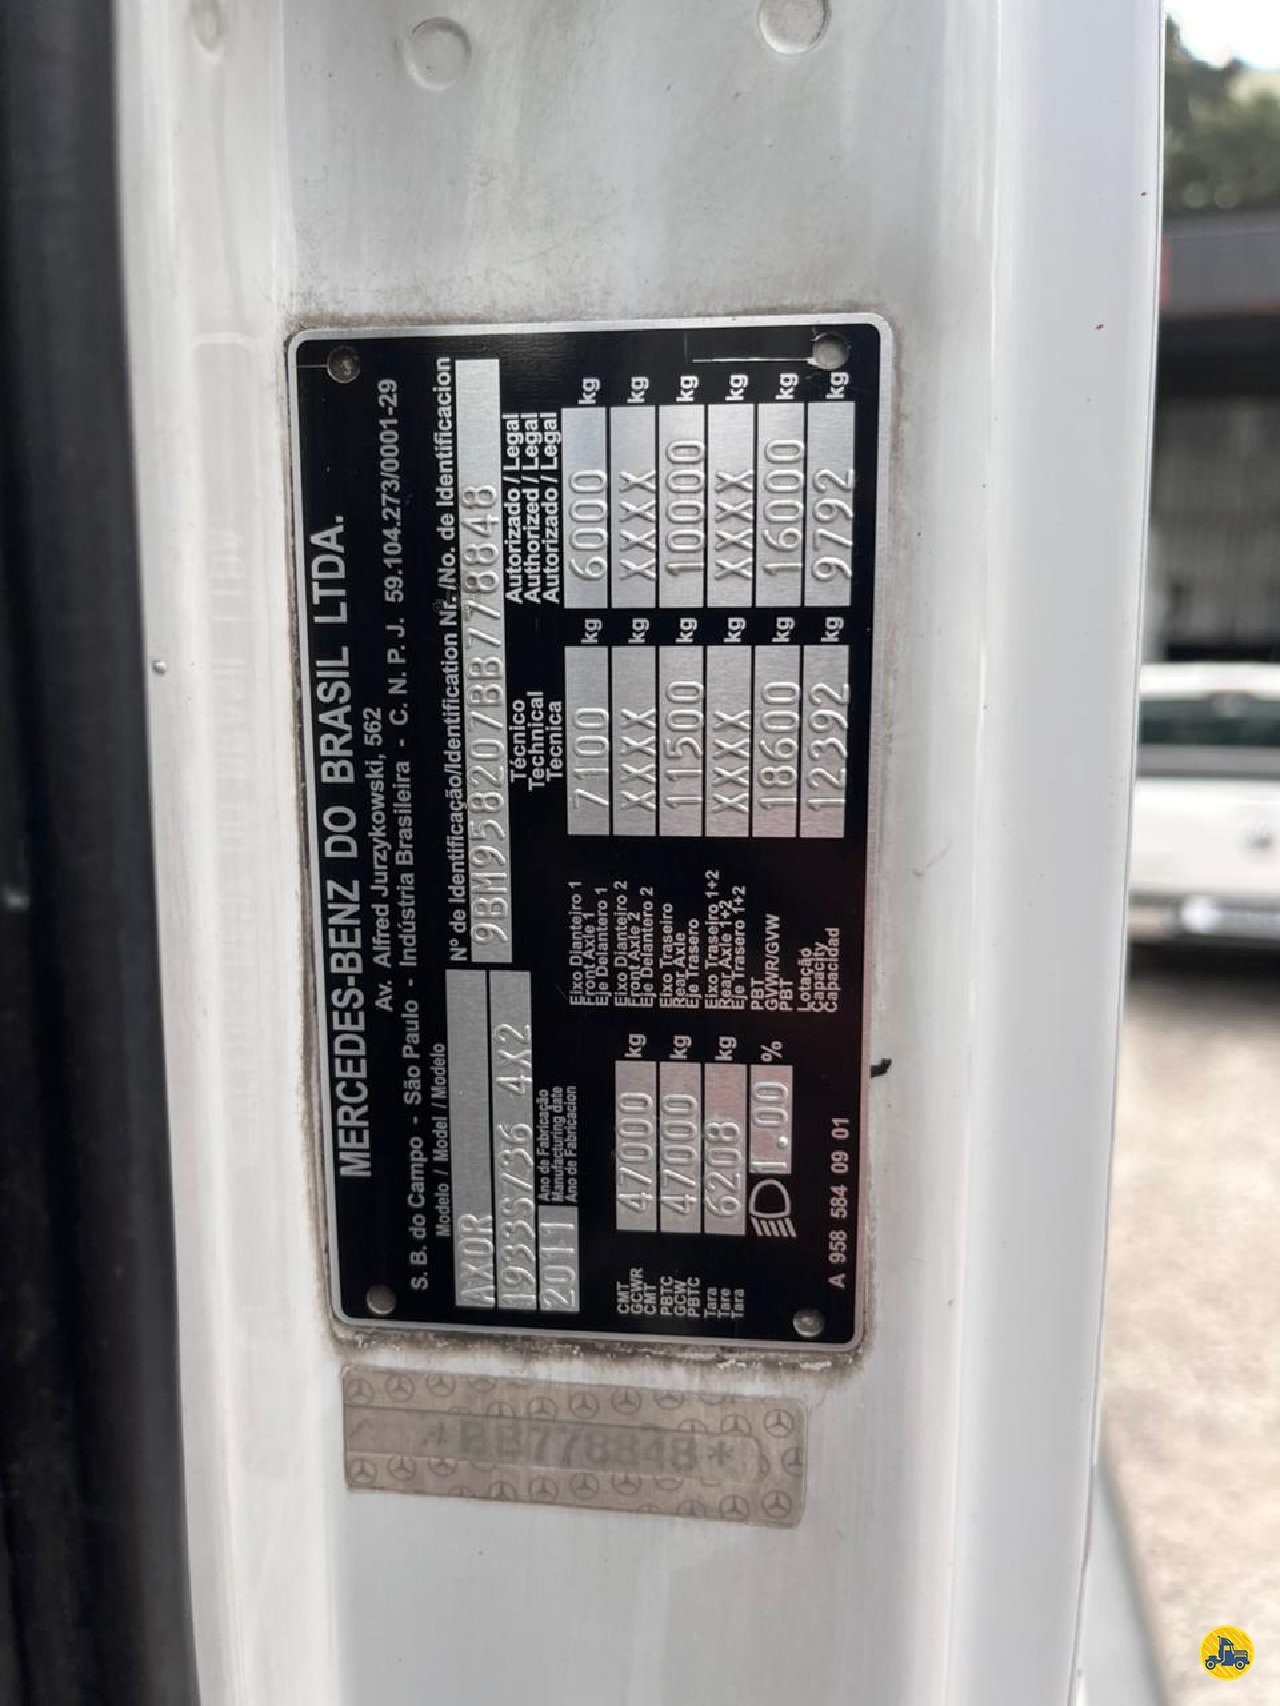 MERCEDES-BENZ DO BRASIL LTDA.
Av. Alfred Jurzykowski, 562
S. B. do Campo - São Paulo - Indústria Brasileira - C. N. P. J. 59.104.273/0001-29
Modelo / Model / Modelo
Nº de Identificação/Identification Nr./No. de Identificacion
AXOR
9BM958207BB778848
1933S/36 4X2
2011
Ano de Fabricação
Manufacturing date
Ano de Fabricacion
Técnico
Technical
Tecnica
Autorizado / Legal
Authorized / Legal
Autorizado / Legal
Eixo Dianteiro 1
Front Axle 1
Eje Delantero 1
7100 kg 6000 kg
CMT
GCWR
CMT
47000 kg
Eixo Dianteiro 2
Front Axle 2
Eje Delantero 2
XXXX kg XXXX kg
PBTC
GCW
PBTC
47000 kg
Eixo Traseiro
Rear Axle
Eje Trasero
11500 kg 10000 kg
Tara
Tare
Tara
6208 kg
Eixo Traseiro 1+2
Rear Axle 1+2
Eje Trasero 1+2
XXXX kg XXXX kg
1.00 %
PBT
GVWR/GVW
PBT
18600 kg 16000 kg
Lotação
Capacity
Capacidad
12392 kg 9792 kg
A 958 584 09 01
*BB778848*